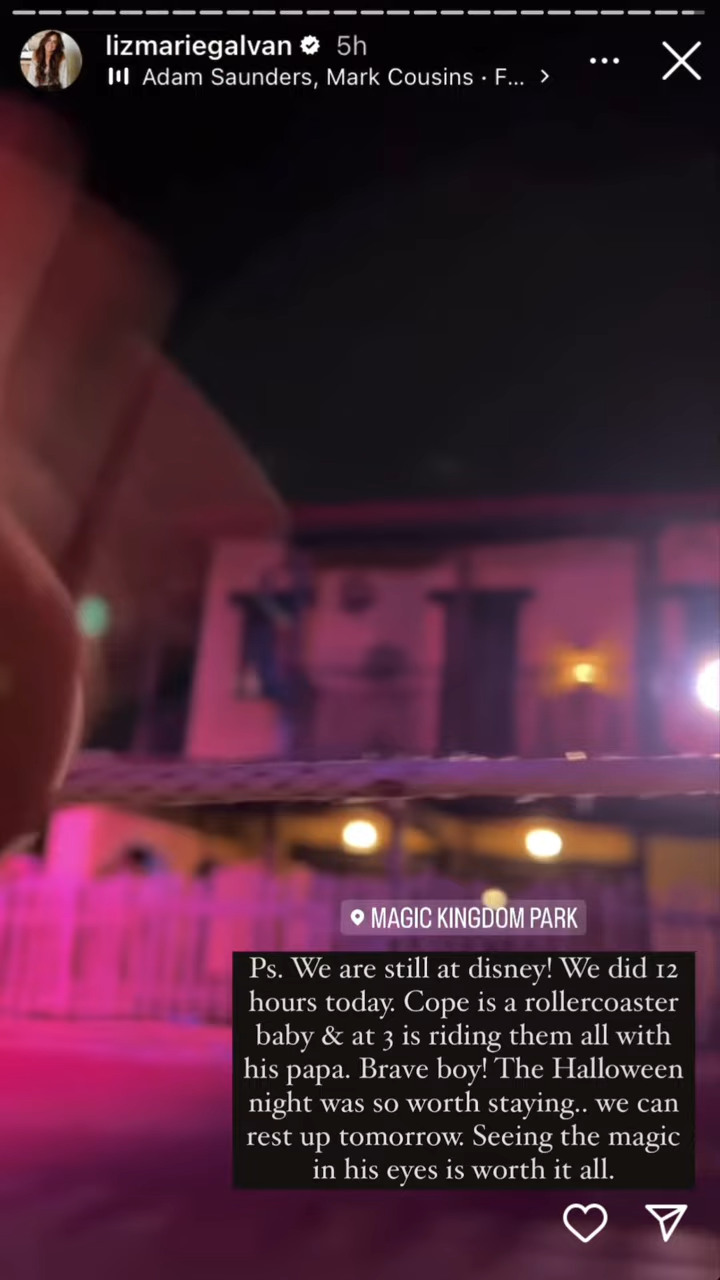 lizmariegalvan 5h
Adam Saunders, Mark Cousins · F...
MAGIC KINGDOM PARK
Ps. We are still at disney! We did 12
hours today. Cope is a rollercoaster
baby & at 3 is riding them all with
his papa. Brave boy! The Halloween
night was so worth staying.. we can
rest up tomorrow. Seeing the magic
in his eyes is worth it all.